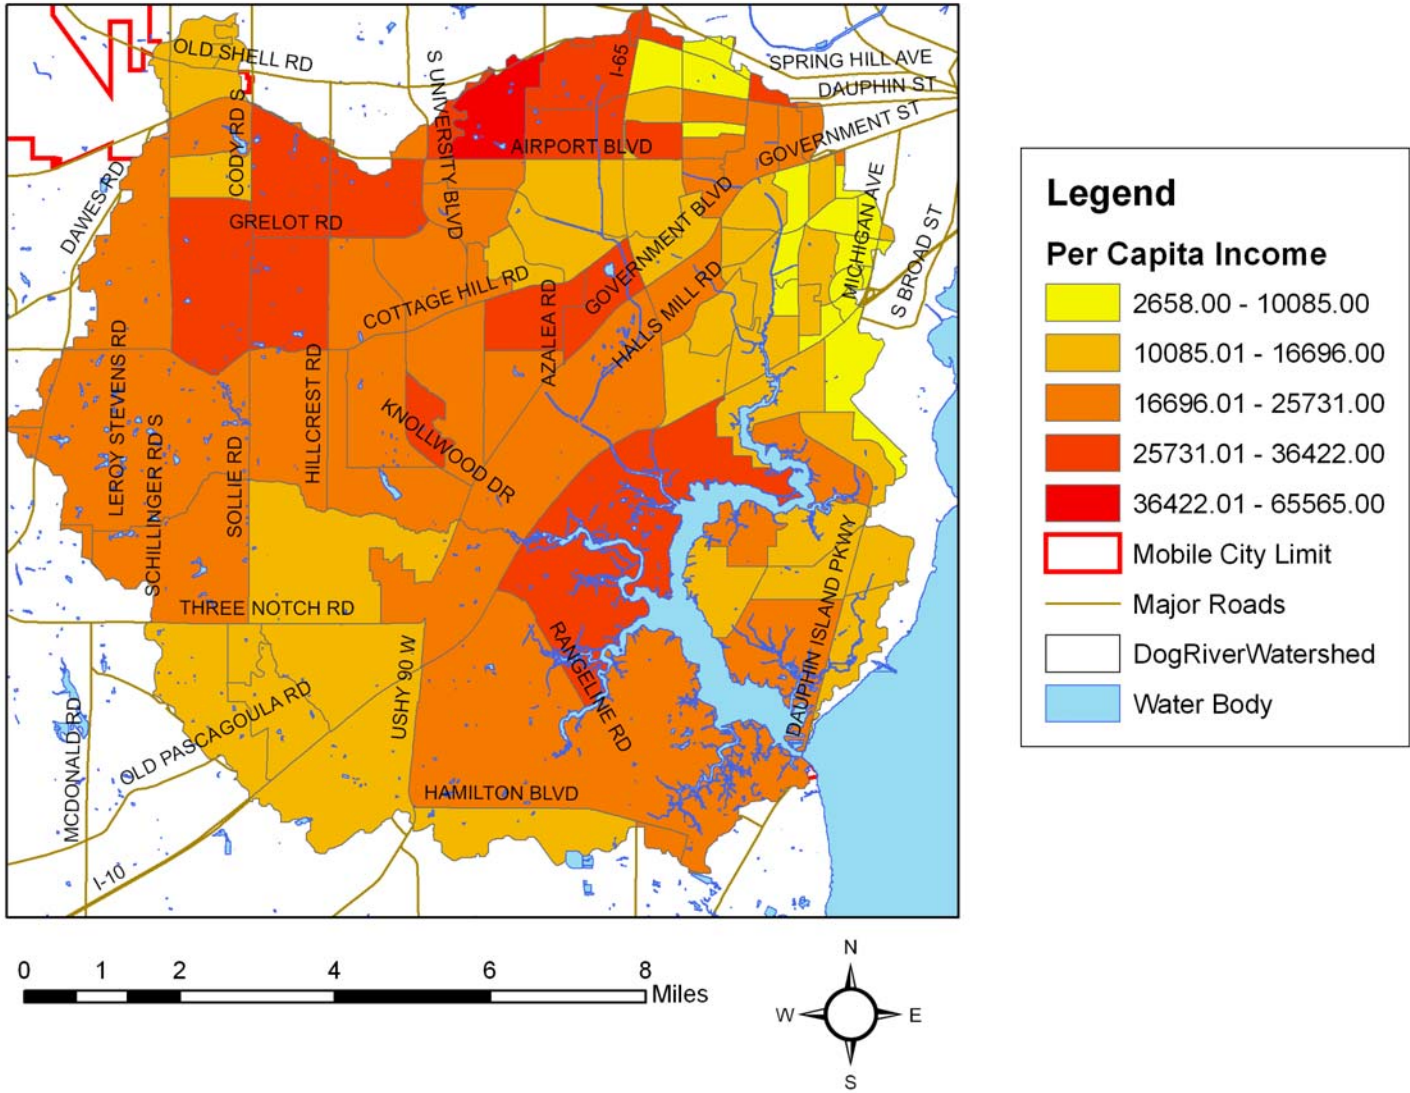 OLD SHELL RD
S UNIVERSITY BLVD
I-65
SPRING HILL AVE
DAUPHIN ST
GOVERNMENT ST
CODY RD S
AIRPORT BLVD
DAWES RD
GRELOT RD
MICHIGAN AVE
S BROAD ST
GOVERNMENT BLVD
COTTAGE HILL RD
AZALEA RD
HALLS MILL RD
LEROY STEVENS RD
SCHILLINGER RD S
SOLLIE RD
HILLCREST RD
KNOLLWOOD DR
THREE NOTCH RD
DAUPHIN ISLAND PKWY
RANGELINE RD
USHY 90 W
OLD PASCAGOULA RD
MCDONALD RD
HAMILTON BLVD
I-10
Legend
Per Capita Income
2658.00 - 10085.00
10085.01 - 16696.00
16696.01 - 25731.00
25731.01 - 36422.00
36422.01 - 65565.00
Mobile City Limit
Major Roads
DogRiverWatershed
Water Body
0 1 2 4 6 8
Miles
N
W E
S